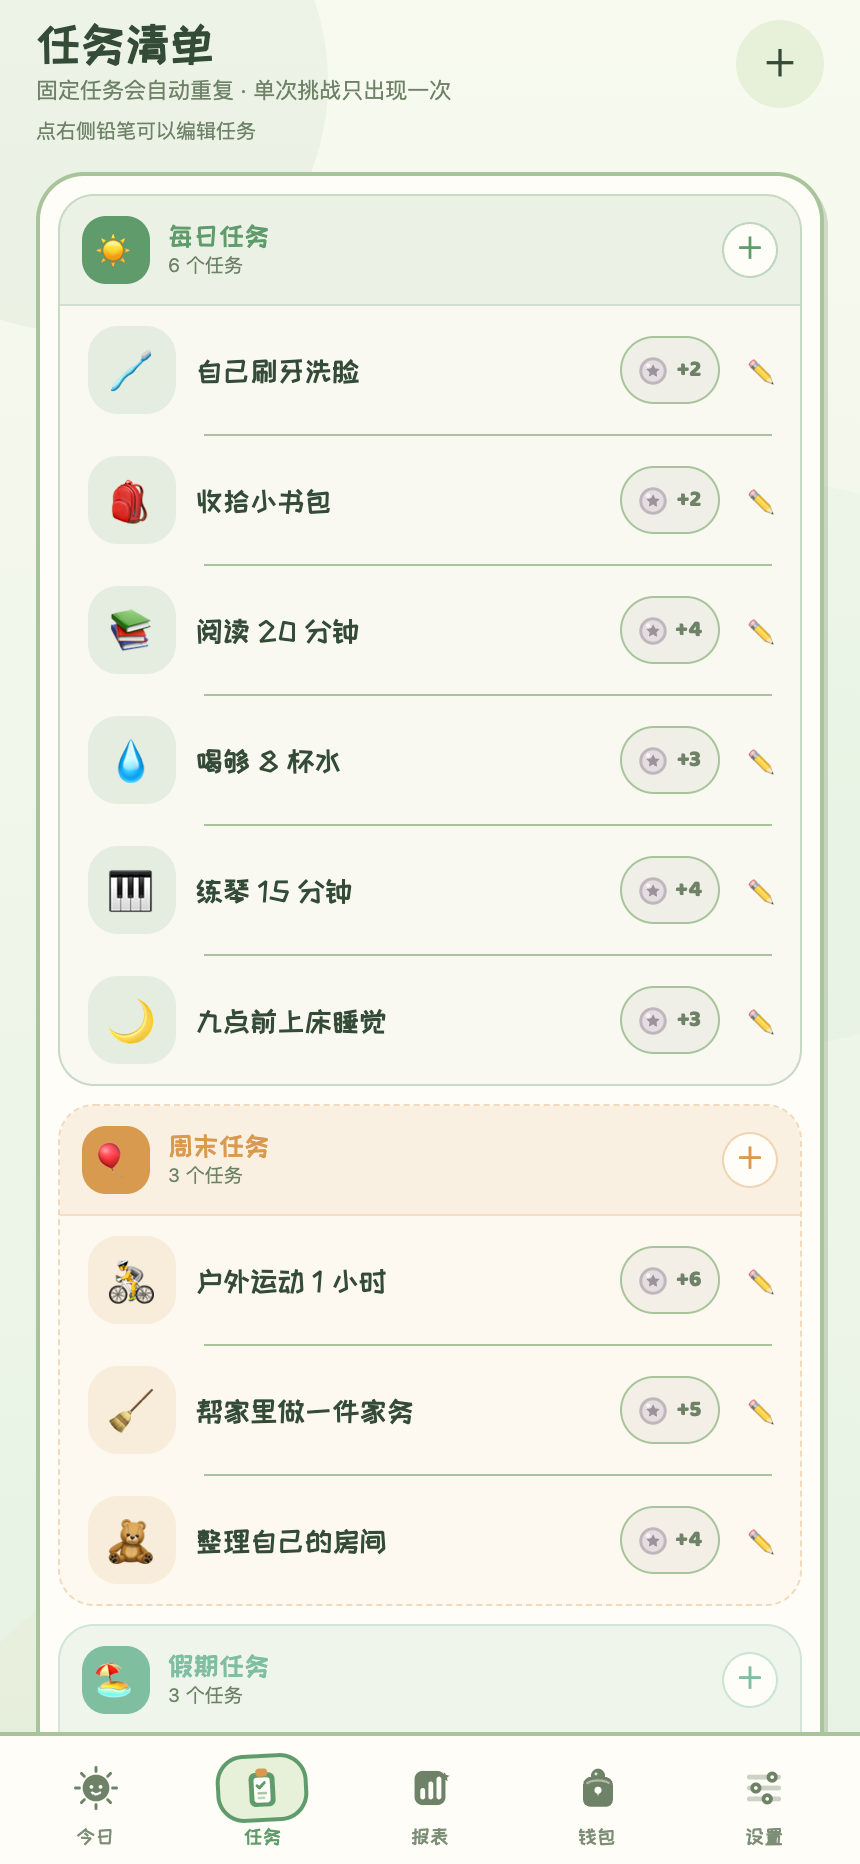 任务清单
固定任务会自动重复 · 单次挑战只出现一次
点右侧铅笔可以编辑任务
每日任务
6 个任务
自己刷牙洗脸
+2
收拾小书包
+2
阅读 20 分钟
+4
喝够 8 杯水
+3
练琴 15 分钟
+4
九点前上床睡觉
+3
周末任务
3 个任务
户外运动 1 小时
+6
帮家里做一件家务
+5
整理自己的房间
+4
假期任务
3 个任务
今日
任务
报表
钱包
设置